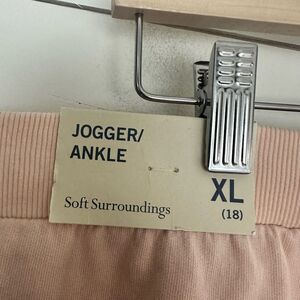 JOGGER/
ANKLE
XL
Soft Surroundings
(18)